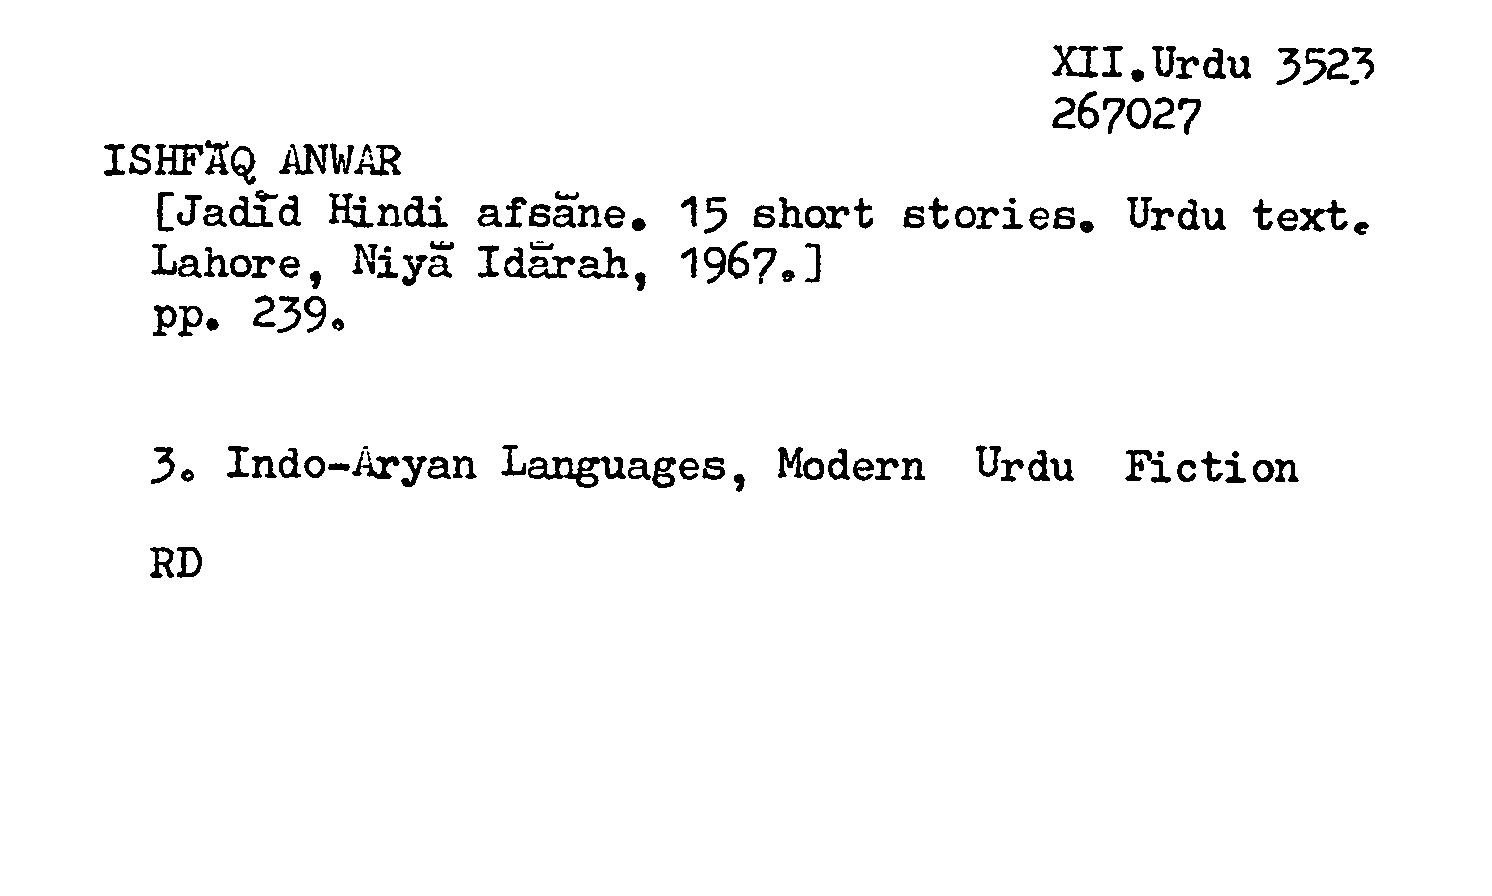 XII.Urdu 3523
267027
ISHFĀQ ANWAR
[Jadīd Hindi afsāne. 15 short stories. Urdu text.
Lahore, Niyā Idārah, 1967.]
pp. 239.
3. Indo-Aryan Languages, Modern Urdu Fiction
RD